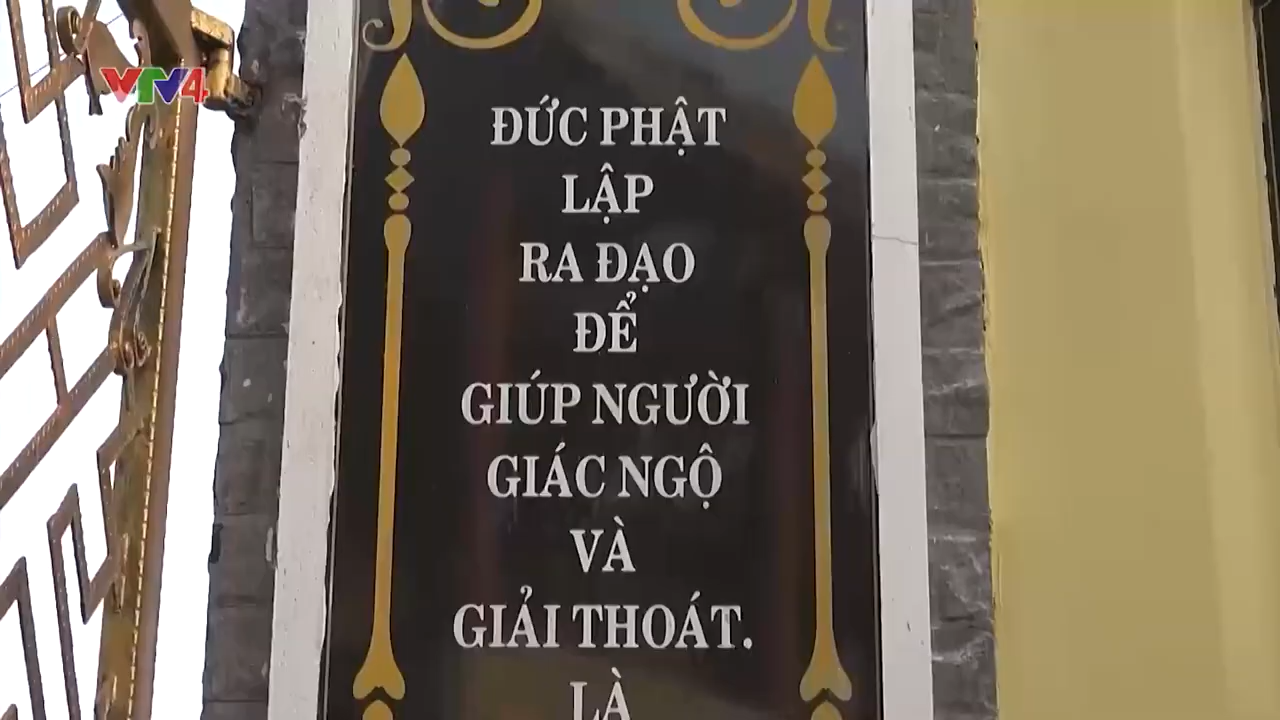 VTV4
ĐỨC PHẬT
LẬP
RA ĐẠO
ĐỂ
GIÚP NGƯỜI
GIÁC NGỘ
VÀ
GIẢI THOÁT.
LÀ